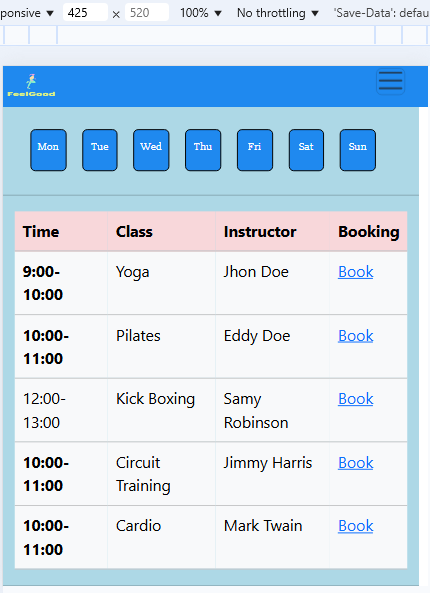 ponsive ▼ 425 × 520 100% ▼ No throttling ▼ 'Save-Data': defau
FeelGood
Mon Tue Wed Thu Fri Sat Sun
Time Class Instructor Booking
9:00-
10:00 Yoga Jhon Doe Book
10:00-
11:00 Pilates Eddy Doe Book
12:00-
13:00 Kick Boxing Samy
Robinson Book
10:00-
11:00 Circuit
Training Jimmy Harris Book
10:00-
11:00 Cardio Mark Twain Book